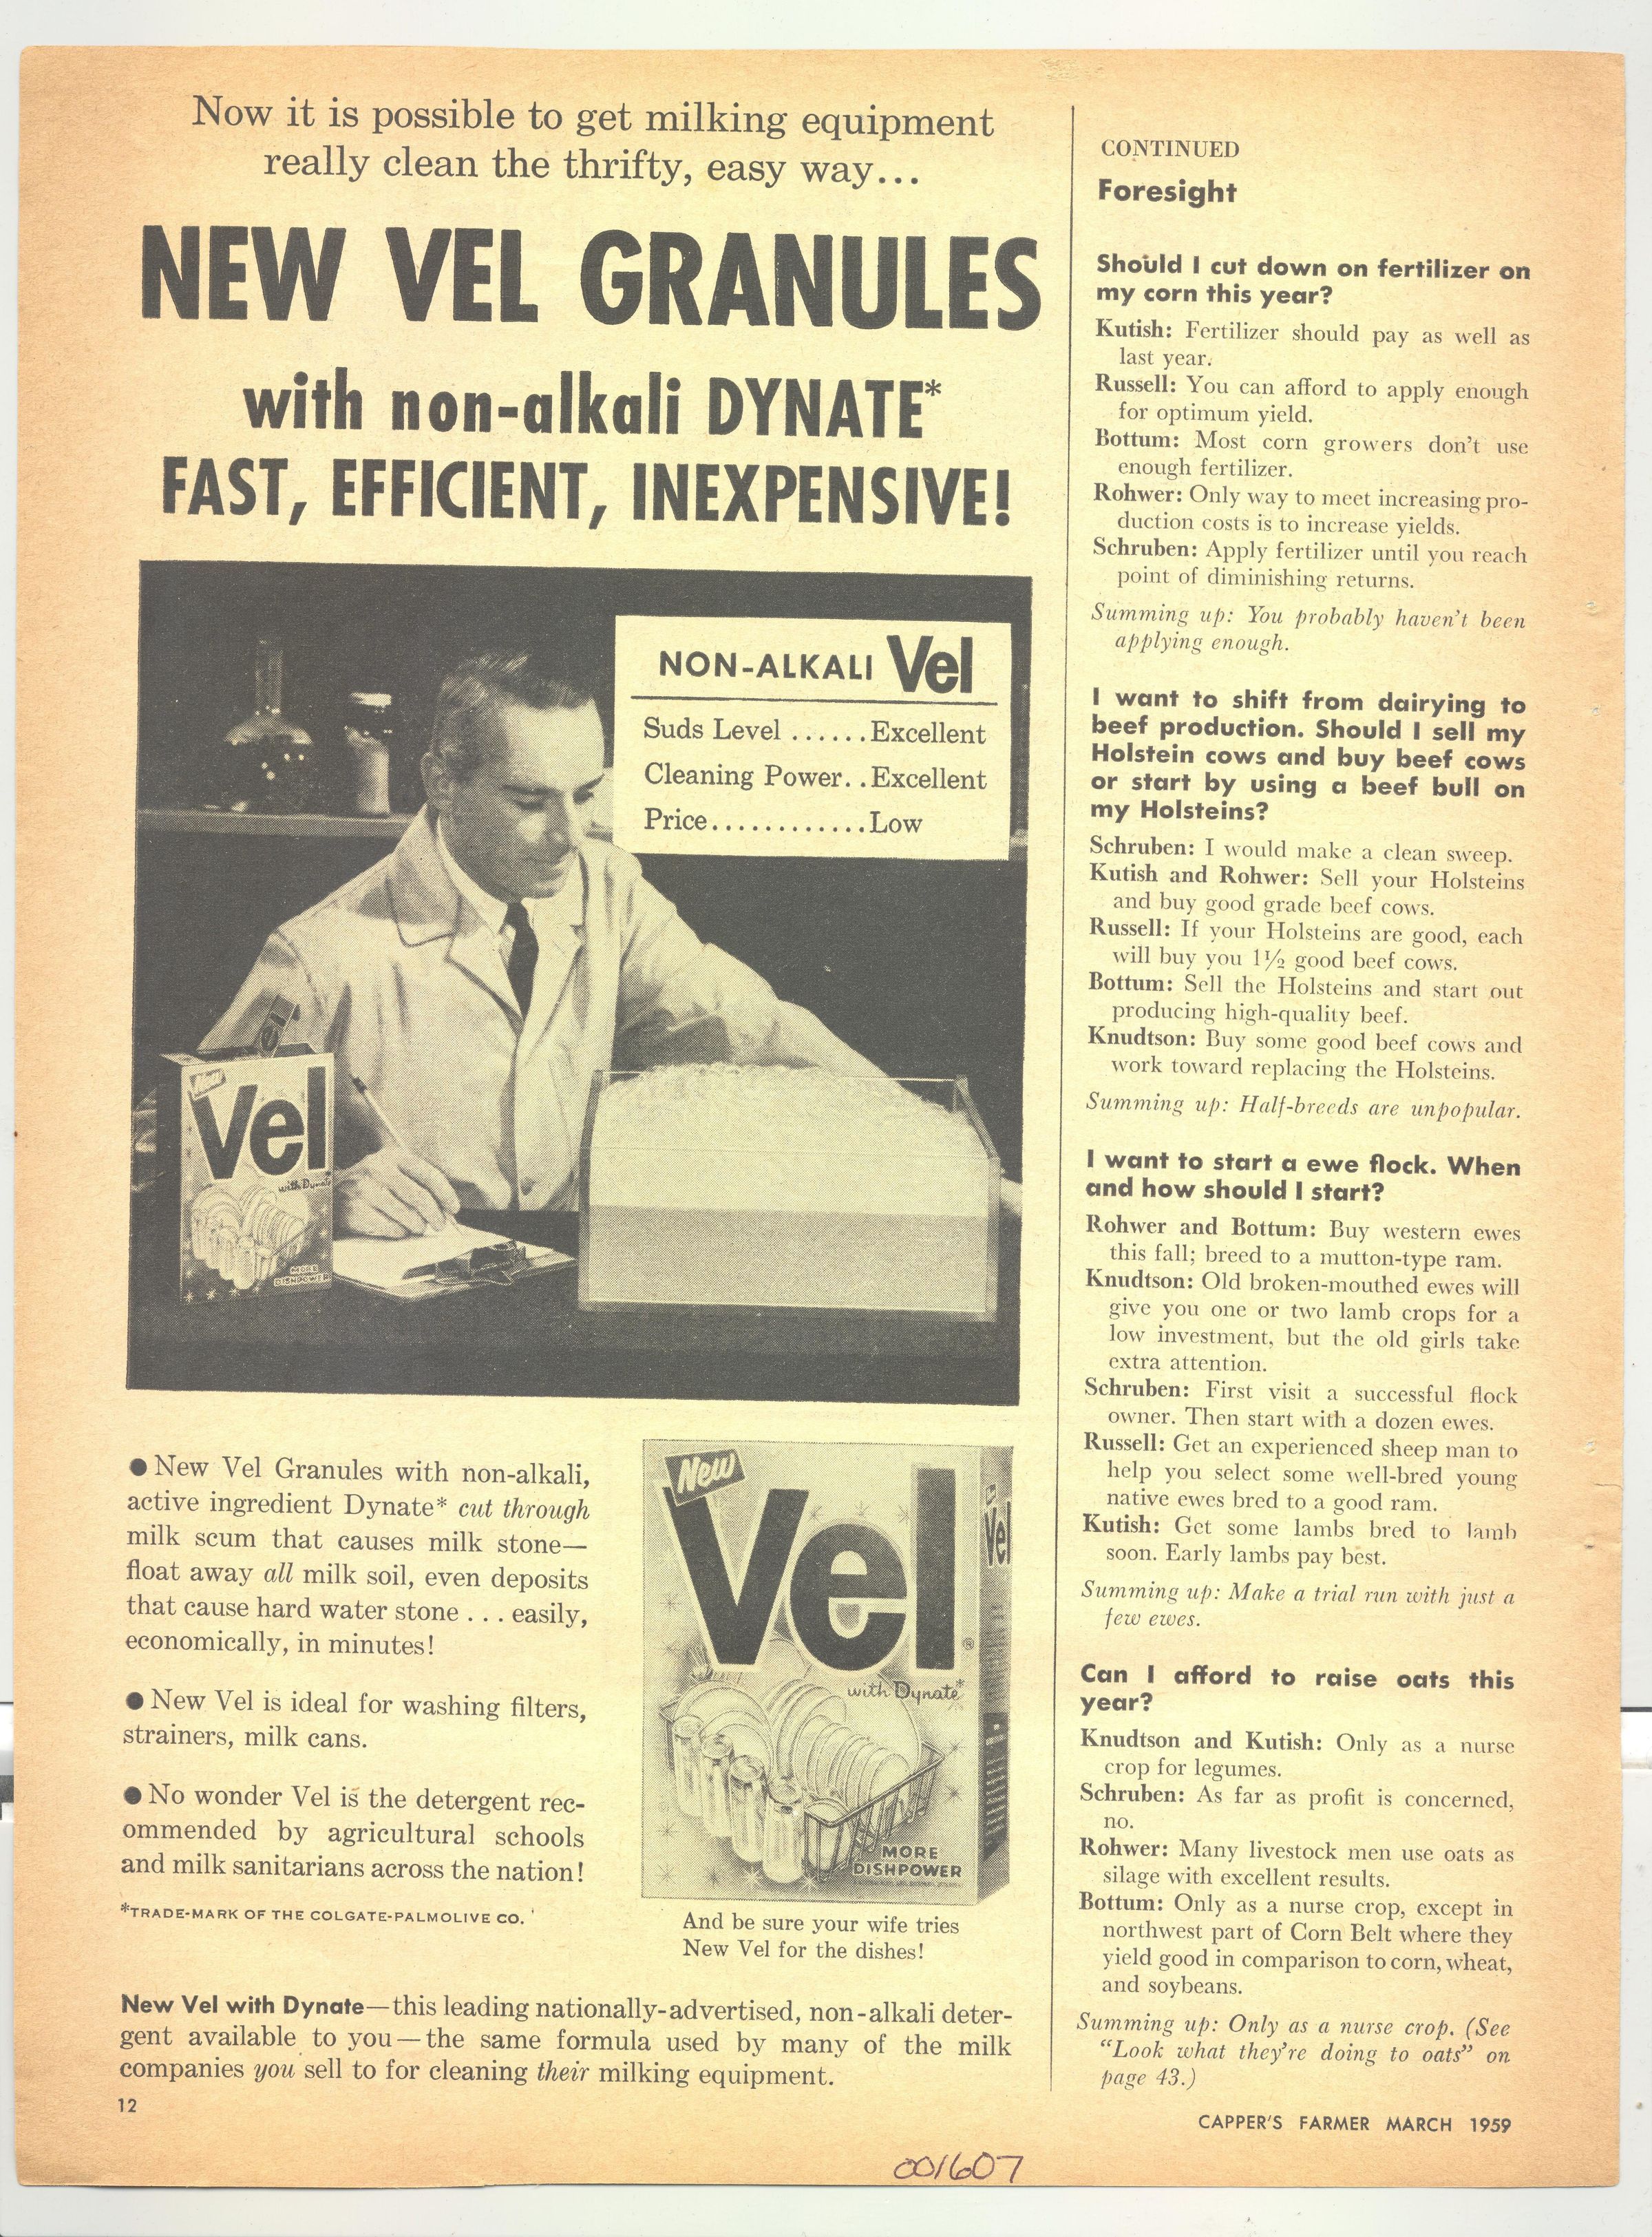 Now it is possible to get milking equipment
really clean the thrifty, easy way...
NEW VEL GRANULES
with non-alkali DYNATE*
FAST, EFFICIENT, INEXPENSIVE!
NON-ALKALI Vel
Suds Level ......Excellent
Cleaning Power..Excellent
Price............Low
Vel
New
Vel
with Dynate
MORE
DISHPOWER
● New Vel Granules with non-alkali,
active ingredient Dynate* cut through
milk scum that causes milk stone—
float away all milk soil, even deposits
that cause hard water stone . . . easily,
economically, in minutes!
● New Vel is ideal for washing filters,
strainers, milk cans.
● No wonder Vel is the detergent rec-
ommended by agricultural schools
and milk sanitarians across the nation!
*TRADE-MARK OF THE COLGATE-PALMOLIVE CO.
New
Vel®
with Dynate*
MORE
DISHPOWER
Vel
And be sure your wife tries
New Vel for the dishes!
New Vel with Dynate—this leading nationally-advertised, non-alkali deter-
gent available to you—the same formula used by many of the milk
companies you sell to for cleaning their milking equipment.
12
CONTINUED
Foresight
Should I cut down on fertilizer on
my corn this year?
Kutish: Fertilizer should pay as well as
last year.
Russell: You can afford to apply enough
for optimum yield.
Bottum: Most corn growers don't use
enough fertilizer.
Rohwer: Only way to meet increasing pro-
duction costs is to increase yields.
Schruben: Apply fertilizer until you reach
point of diminishing returns.
Summing up: You probably haven't been
applying enough.
I want to shift from dairying to
beef production. Should I sell my
Holstein cows and buy beef cows
or start by using a beef bull on
my Holsteins?
Schruben: I would make a clean sweep.
Kutish and Rohwer: Sell your Holsteins
and buy good grade beef cows.
Russell: If your Holsteins are good, each
will buy you 1½ good beef cows.
Bottum: Sell the Holsteins and start out
producing high-quality beef.
Knudtson: Buy some good beef cows and
work toward replacing the Holsteins.
Summing up: Half-breeds are unpopular.
I want to start a ewe flock. When
and how should I start?
Rohwer and Bottum: Buy western ewes
this fall; breed to a mutton-type ram.
Knudtson: Old broken-mouthed ewes will
give you one or two lamb crops for a
low investment, but the old girls take
extra attention.
Schruben: First visit a successful flock
owner. Then start with a dozen ewes.
Russell: Get an experienced sheep man to
help you select some well-bred young
native ewes bred to a good ram.
Kutish: Get some lambs bred to lamb
soon. Early lambs pay best.
Summing up: Make a trial run with just a
few ewes.
Can I afford to raise oats this
year?
Knudtson and Kutish: Only as a nurse
crop for legumes.
Schruben: As far as profit is concerned,
no.
Rohwer: Many livestock men use oats as
silage with excellent results.
Bottum: Only as a nurse crop, except in
northwest part of Corn Belt where they
yield good in comparison to corn, wheat,
and soybeans.
Summing up: Only as a nurse crop. (See
“Look what they're doing to oats” on
page 43.)
CAPPER'S FARMER MARCH 1959
001607